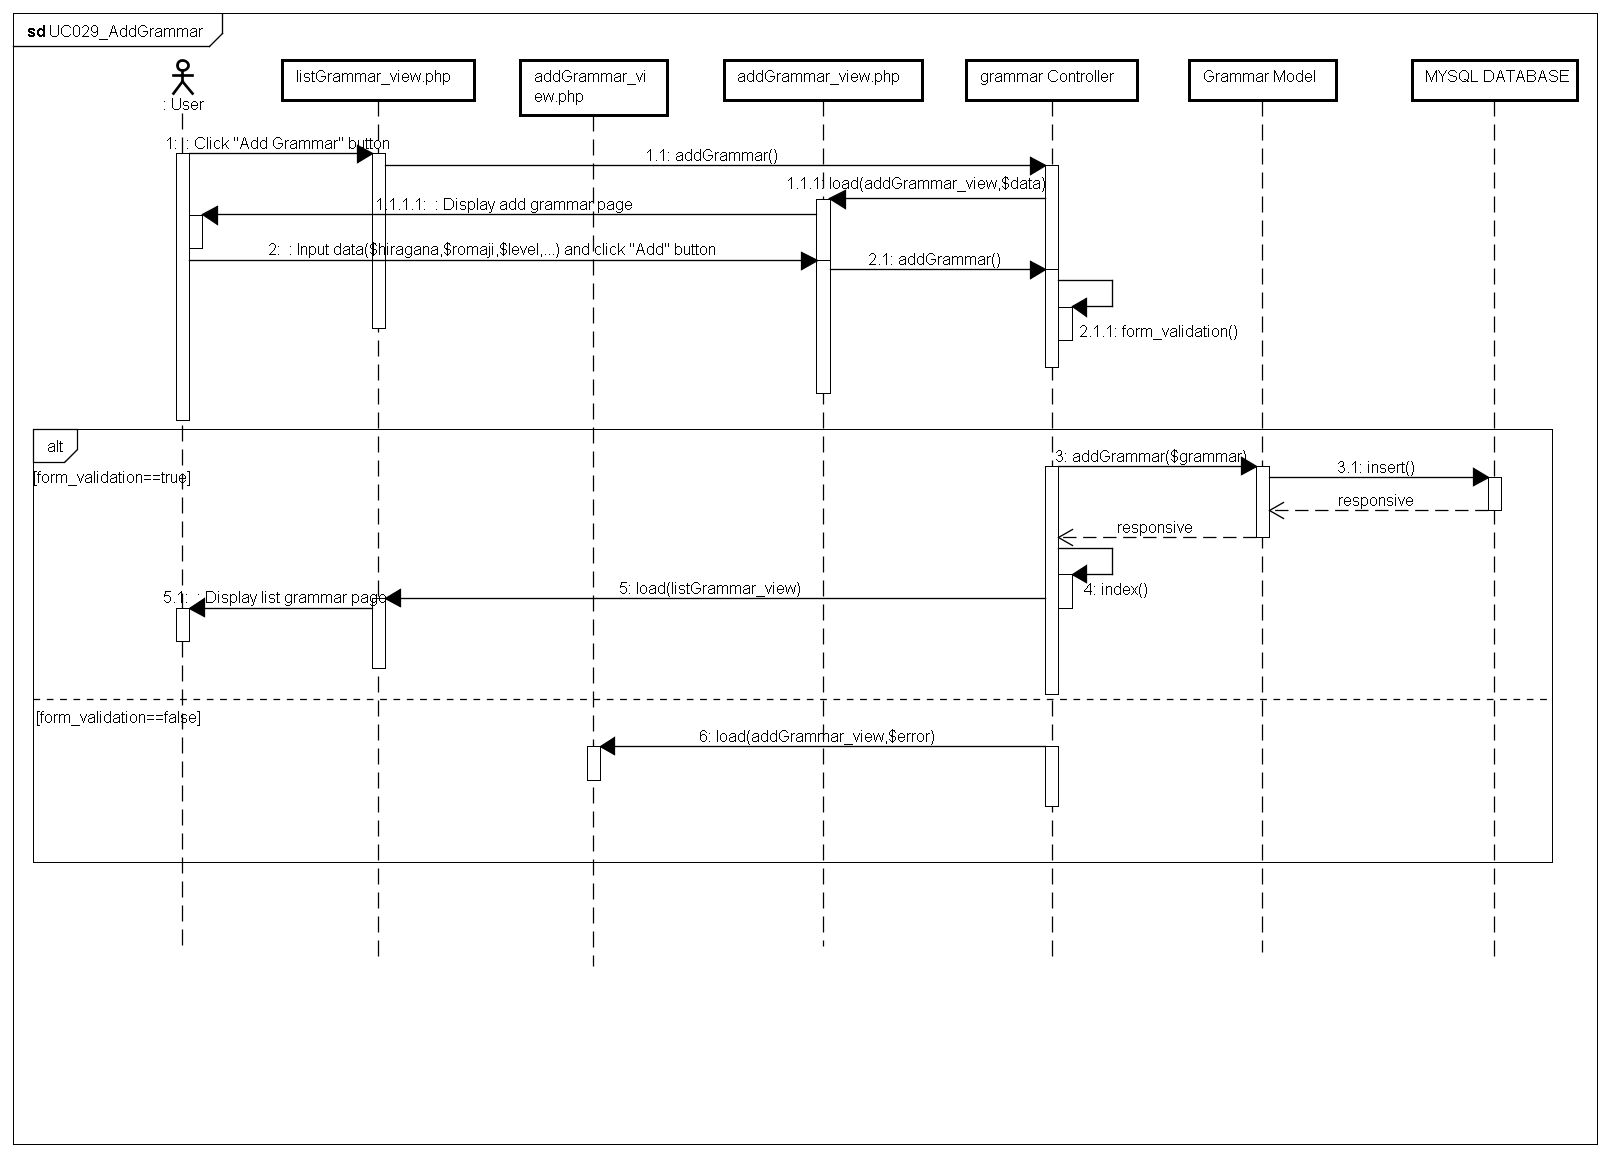 sd UC029_AddGrammar
: User
listGrammar_view.php
addGrammar_vi
ew.php
addGrammar_view.php
grammar Controller
Grammar Model
MYSQL DATABASE
1:  : Click "Add Grammar" button
1.1: addGrammar()
1.1.1: load(addGrammar_view,$data)
1.1.1.1:  : Display add grammar page
2:  : Input data($hiragana,$romaji,$level,...) and click "Add" button
2.1: addGrammar()
2.1.1: form_validation()
alt
[form_validation==true]
3: addGrammar($grammar)
3.1: insert()
responsive
responsive
4: index()
5: load(listGrammar_view)
5.1:  : Display list grammar page
[form_validation==false]
6: load(addGrammar_view,$error)